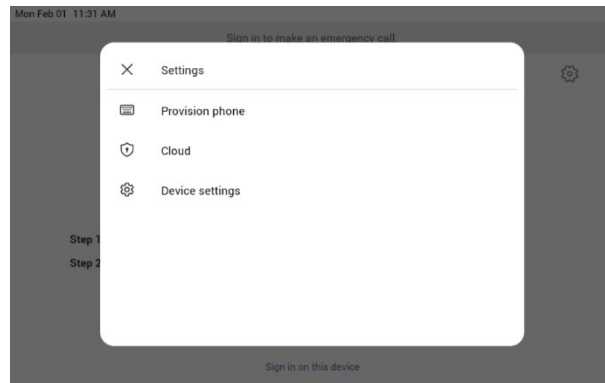 Mon Feb 01 11:31 AM
Sign in to make an emergency call.
Settings
Provision phone
Cloud
Device settings
Step 1
Step 2
Sign in on this device